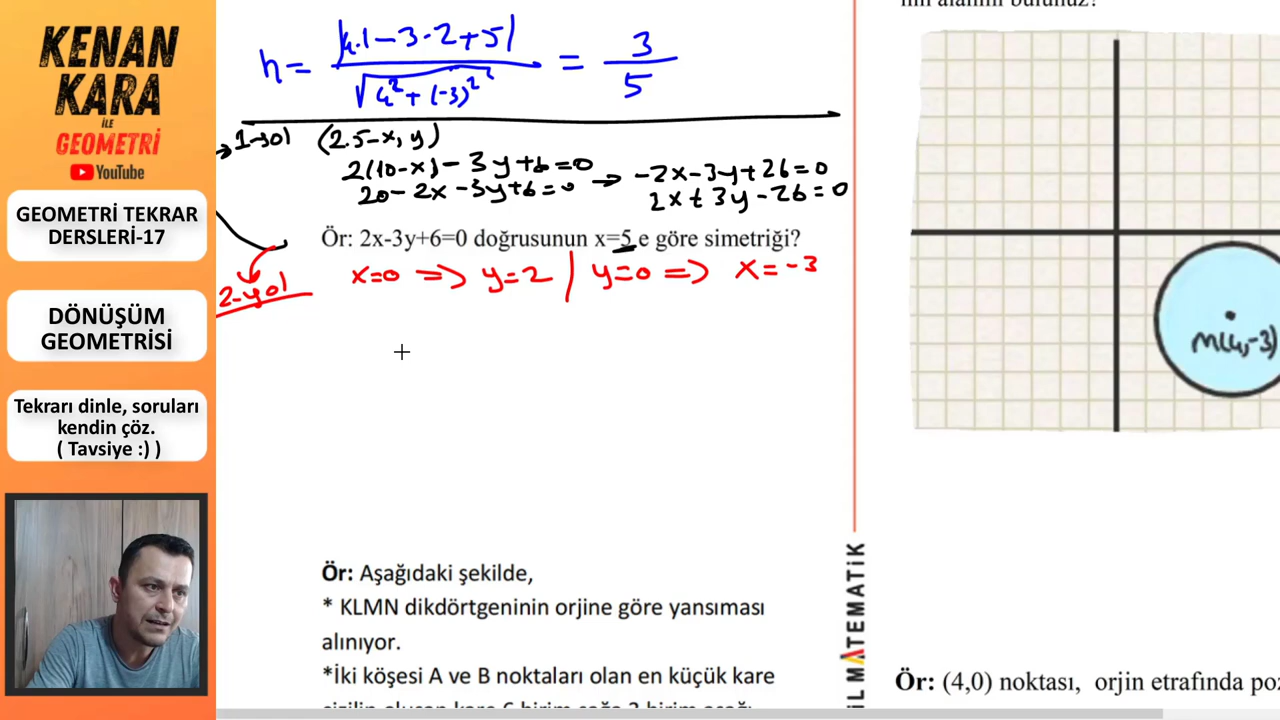 KENAN
KARA
İLE
GEOMETRİ
YouTube
GEOMETRİ TEKRAR
DERSLERİ-17
DÖNÜŞÜM
GEOMETRİSİ
Tekrarı dinle, soruları
kendin çöz.
( Tavsiye :) )
h = |4.1-3.2+5| / √4²+(-3)² = 3/5
1-yol (2.5-x, y)
2(10-x)-3y+6=0
20-2x-3y+6=0 → -2x-3y+26=0
2x+3y-26=0
Ör: 2x-3y+6=0 doğrusunun x=5 e göre simetriği?
2-yol
x=0 ⇒ y=2 | y=0 ⇒ x=-3
Ör: Aşağıdaki şekilde,
* KLMN dikdörtgeninin orjine göre yansıması
alınıyor.
*İki köşesi A ve B noktaları olan en küçük kare
alanını bulunuz?
M(4,-3)
Ör: (4,0) noktası, orjin etrafında